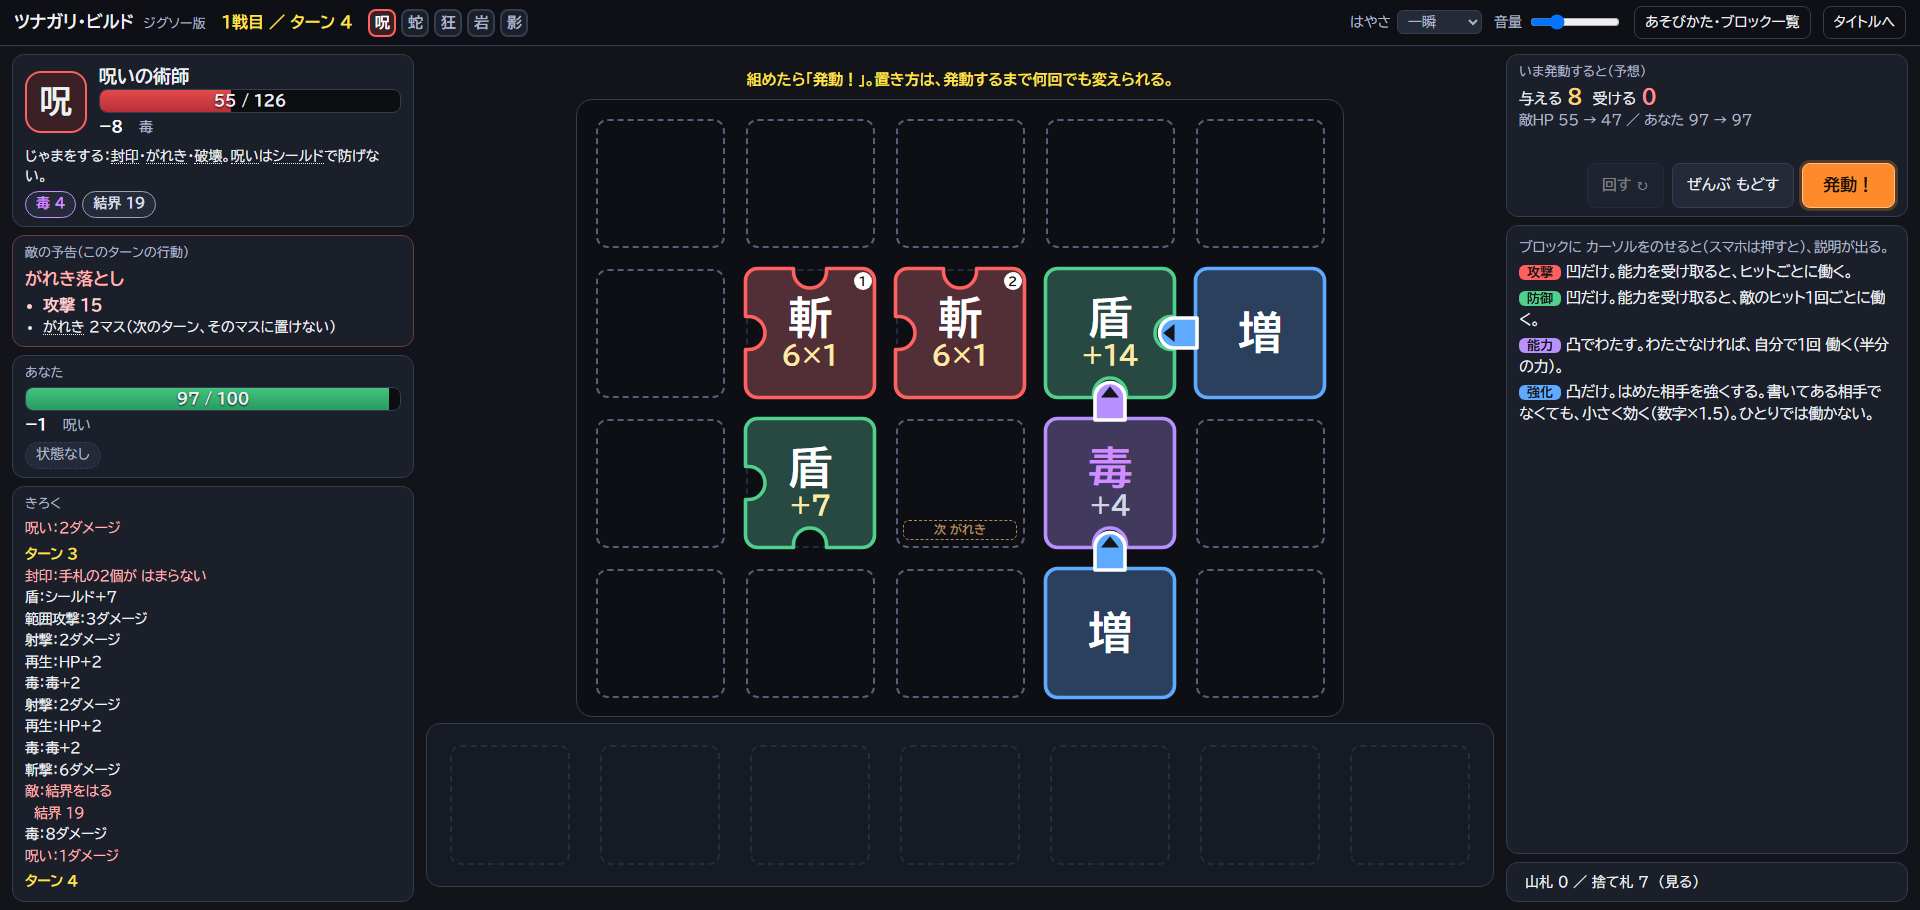 ツナガリ・ビルド ジグソー版 1戦目 ／ ターン 4 呪 蛇 狂 岩 影
はやさ 一瞬 音量 あそびかた・ブロック一覧 タイトルへ
呪
呪いの術師
55 / 126
−8 毒
じゃまをする：封印・がれき・破壊。呪いはシールドで防げな
い。
毒 4 結界 19
敵の予告（このターンの行動）
がれき落とし
• 攻撃 15
• がれき 2マス（次のターン、そのマスに置けない）
あなた
97 / 100
−1 呪い
状態なし
きろく
呪い：2ダメージ
ターン 3
封印：手札の2個が はまらない
盾：シールド+7
範囲攻撃：3ダメージ
射撃：2ダメージ
再生：HP+2
毒：毒+2
射撃：2ダメージ
再生：HP+2
毒：毒+2
斬撃：6ダメージ
敵：結界をはる
結界 19
毒：8ダメージ
呪い：1ダメージ
ターン 4
組めたら「発動！」。置き方は、発動するまで何回でも変えられる。
1
斬
6×1
2
斬
6×1
盾
+14
増
盾
+7
次 がれき
毒
+4
増
いま発動すると（予想）
与える 8 受ける 0
敵HP 55 → 47 ／ あなた 97 → 97
回す ↻ ぜんぶ もどす 発動！
ブロックに カーソルをのせると（スマホは押すと）、説明が出る。
攻撃 凹だけ。能力を受け取ると、ヒットごとに働く。
防御 凹だけ。能力を受け取ると、敵のヒット1回ごとに働
く。
能力 凸でわたす。わたさなければ、自分で1回 働く（半分
の力）。
強化 凸だけ。はめた相手を強くする。書いてある相手で
なくても、小さく効く（数字×1.5）。ひとりでは働かない。
山札 0 ／ 捨て札 7（見る）